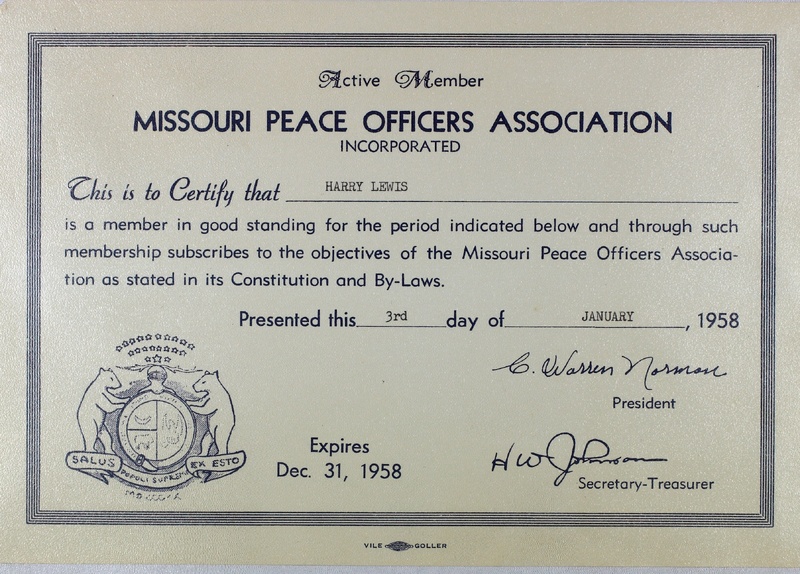 Active Member
MISSOURI PEACE OFFICERS ASSOCIATION
INCORPORATED
This is to Certify that HARRY LEWIS
is a member in good standing for the period indicated below and through such
membership subscribes to the objectives of the Missouri Peace Officers Associa-
tion as stated in its Constitution and By-Laws.
Presented this 3rd day of JANUARY, 1958
C. Warren Norman
President
SALUS POPULI SUPREMA EX ESTO
Expires
Dec. 31, 1958
H W Johnson
Secretary-Treasurer
VILE GOLLER